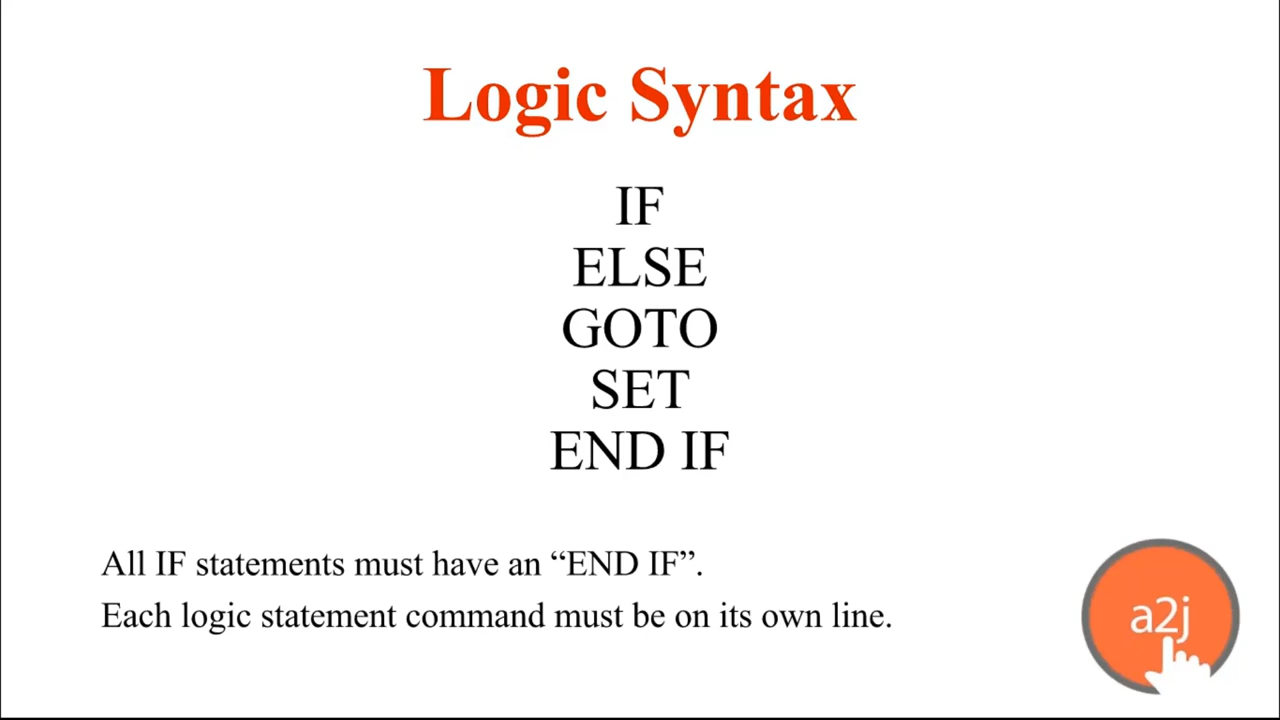 Logic Syntax
IF
ELSE
GOTO
SET
END IF
All IF statements must have an “END IF”.
Each logic statement command must be on its own line.
a2j